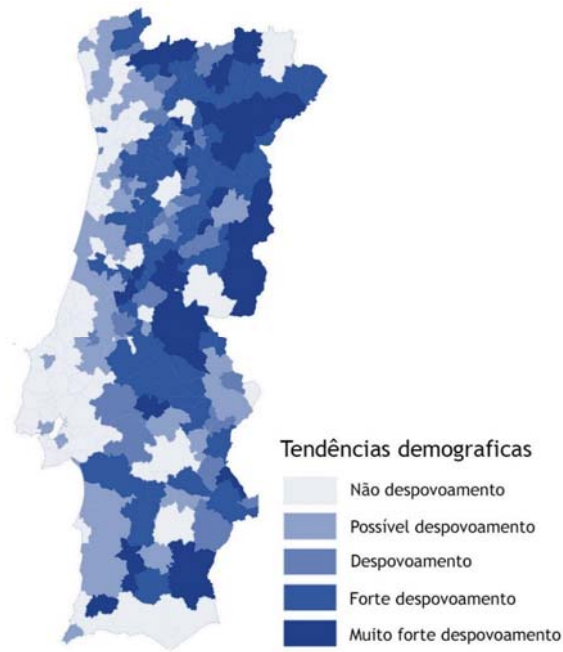 Tendências demograficas
Não despovoamento
Possível despovoamento
Despovoamento
Forte despovoamento
Muito forte despovoamento